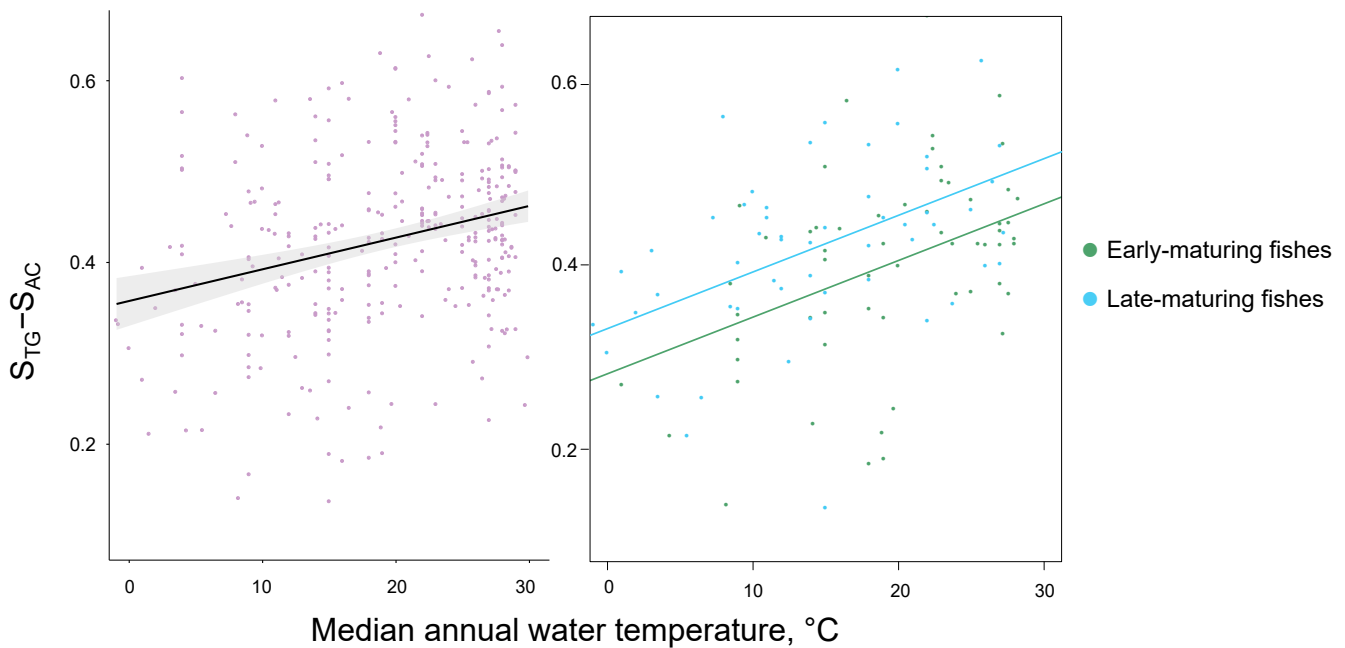 S_TG–S_AC
0.6
0.4
0.2
0 10 20 30
0.6
0.4
0.2
0 10 20 30
Median annual water temperature, °C
Early-maturing fishes
Late-maturing fishes